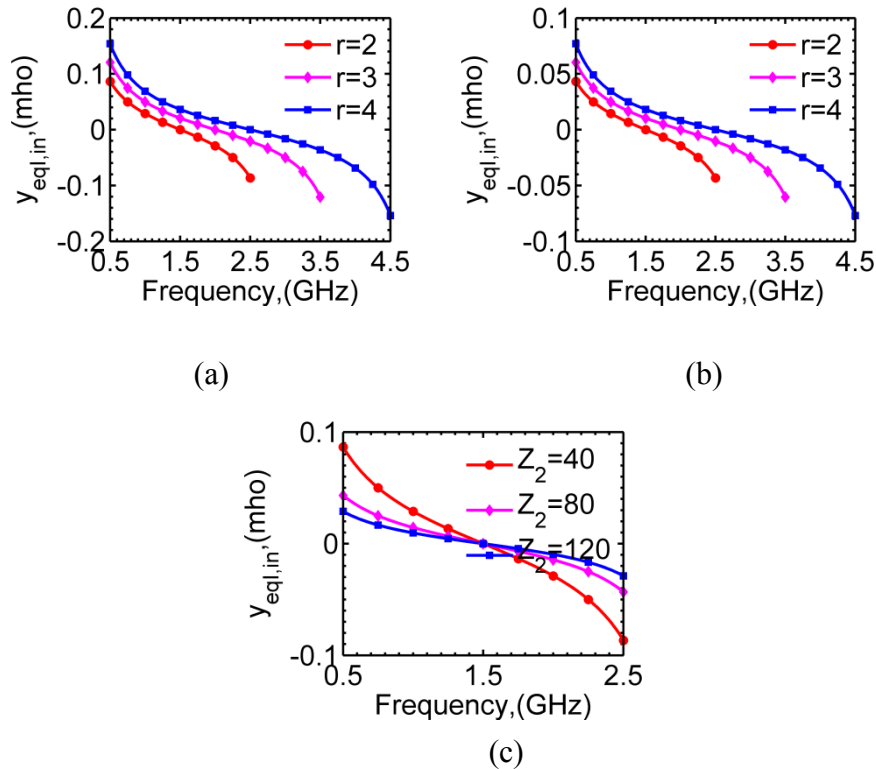 0.2
0.1
0
-0.1
-0.2
y_eql,in,(mho)
r=2
r=3
r=4
0.5 1.5 2.5 3.5 4.5
Frequency,(GHz)
(a)
0.1
0.05
0
-0.05
-0.1
y_eql,in,(mho)
r=2
r=3
r=4
0.5 1.5 2.5 3.5 4.5
Frequency,(GHz)
(b)
0.1
0
-0.1
y_eql,in,(mho)
Z_2=40
Z_2=80
Z_2=120
0.5 1.5 2.5
Frequency,(GHz)
(c)